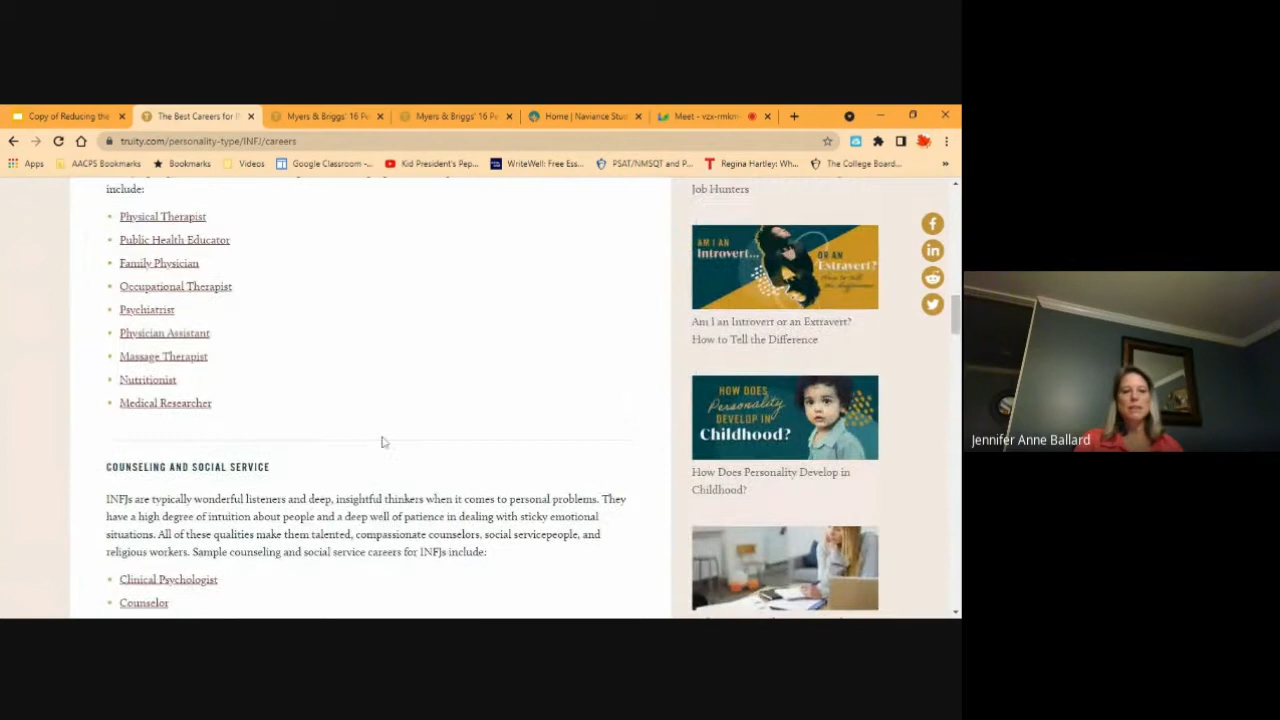 Copy of Reducing the
The Best Careers for I
Myers & Briggs' 16 Pe
Myers & Briggs' 16 Pe
Home | Naviance Stud
Meet - vzx-rmkn
truity.com/personality-type/INFJ/careers
Apps
AACPS Bookmarks
Bookmarks
Videos
Google Classroom -...
Kid President's Pep...
WriteWell: Free Ess...
PSAT/NMSQT and P...
Regina Hartley: Wh...
The College Board...
include:
Physical Therapist
Public Health Educator
Family Physician
Occupational Therapist
Psychiatrist
Physician Assistant
Massage Therapist
Nutritionist
Medical Researcher
COUNSELING AND SOCIAL SERVICE
INFJs are typically wonderful listeners and deep, insightful thinkers when it comes to personal problems. They
have a high degree of intuition about people and a deep well of patience in dealing with sticky emotional
situations. All of these qualities make them talented, compassionate counselors, social servicepeople, and
religious workers. Sample counseling and social service careers for INFJs include:
Clinical Psychologist
Counselor
Job Hunters
AM I AN
Introvert...
OR AN
Extravert?
How to tell
the difference
Am I an Introvert or an Extravert?
How to Tell the Difference
HOW DOES
Personality
DEVELOP IN
Childhood?
How Does Personality Develop in
Childhood?
Jennifer Anne Ballard